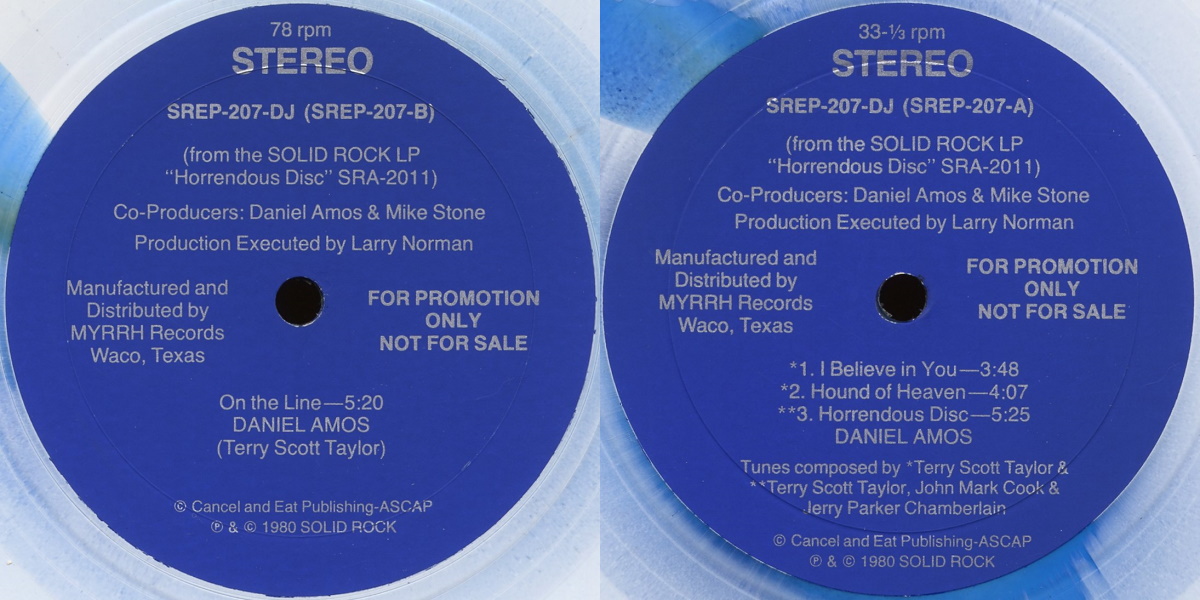 78 rpm
STEREO
SREP-207-DJ (SREP-207-B)
(from the SOLID ROCK LP
“Horrendous Disc” SRA-2011)
Co-Producers: Daniel Amos & Mike Stone
Production Executed by Larry Norman
Manufactured and
Distributed by
MYRRH Records
Waco, Texas
FOR PROMOTION
ONLY
NOT FOR SALE
On the Line—5:20
DANIEL AMOS
(Terry Scott Taylor)
© Cancel and Eat Publishing-ASCAP
℗ & © 1980 SOLID ROCK
33-⅓ rpm
STEREO
SREP-207-DJ (SREP-207-A)
(from the SOLID ROCK LP
“Horrendous Disc” SRA-2011)
Co-Producers: Daniel Amos & Mike Stone
Production Executed by Larry Norman
Manufactured and
Distributed by
MYRRH Records
Waco, Texas
FOR PROMOTION
ONLY
NOT FOR SALE
*1. I Believe in You—3:48
*2. Hound of Heaven—4:07
**3. Horrendous Disc—5:25
DANIEL AMOS
Tunes composed by *Terry Scott Taylor &
**Terry Scott Taylor, John Mark Cook &
Jerry Parker Chamberlain
© Cancel and Eat Publishing-ASCAP
℗ & © 1980 SOLID ROCK